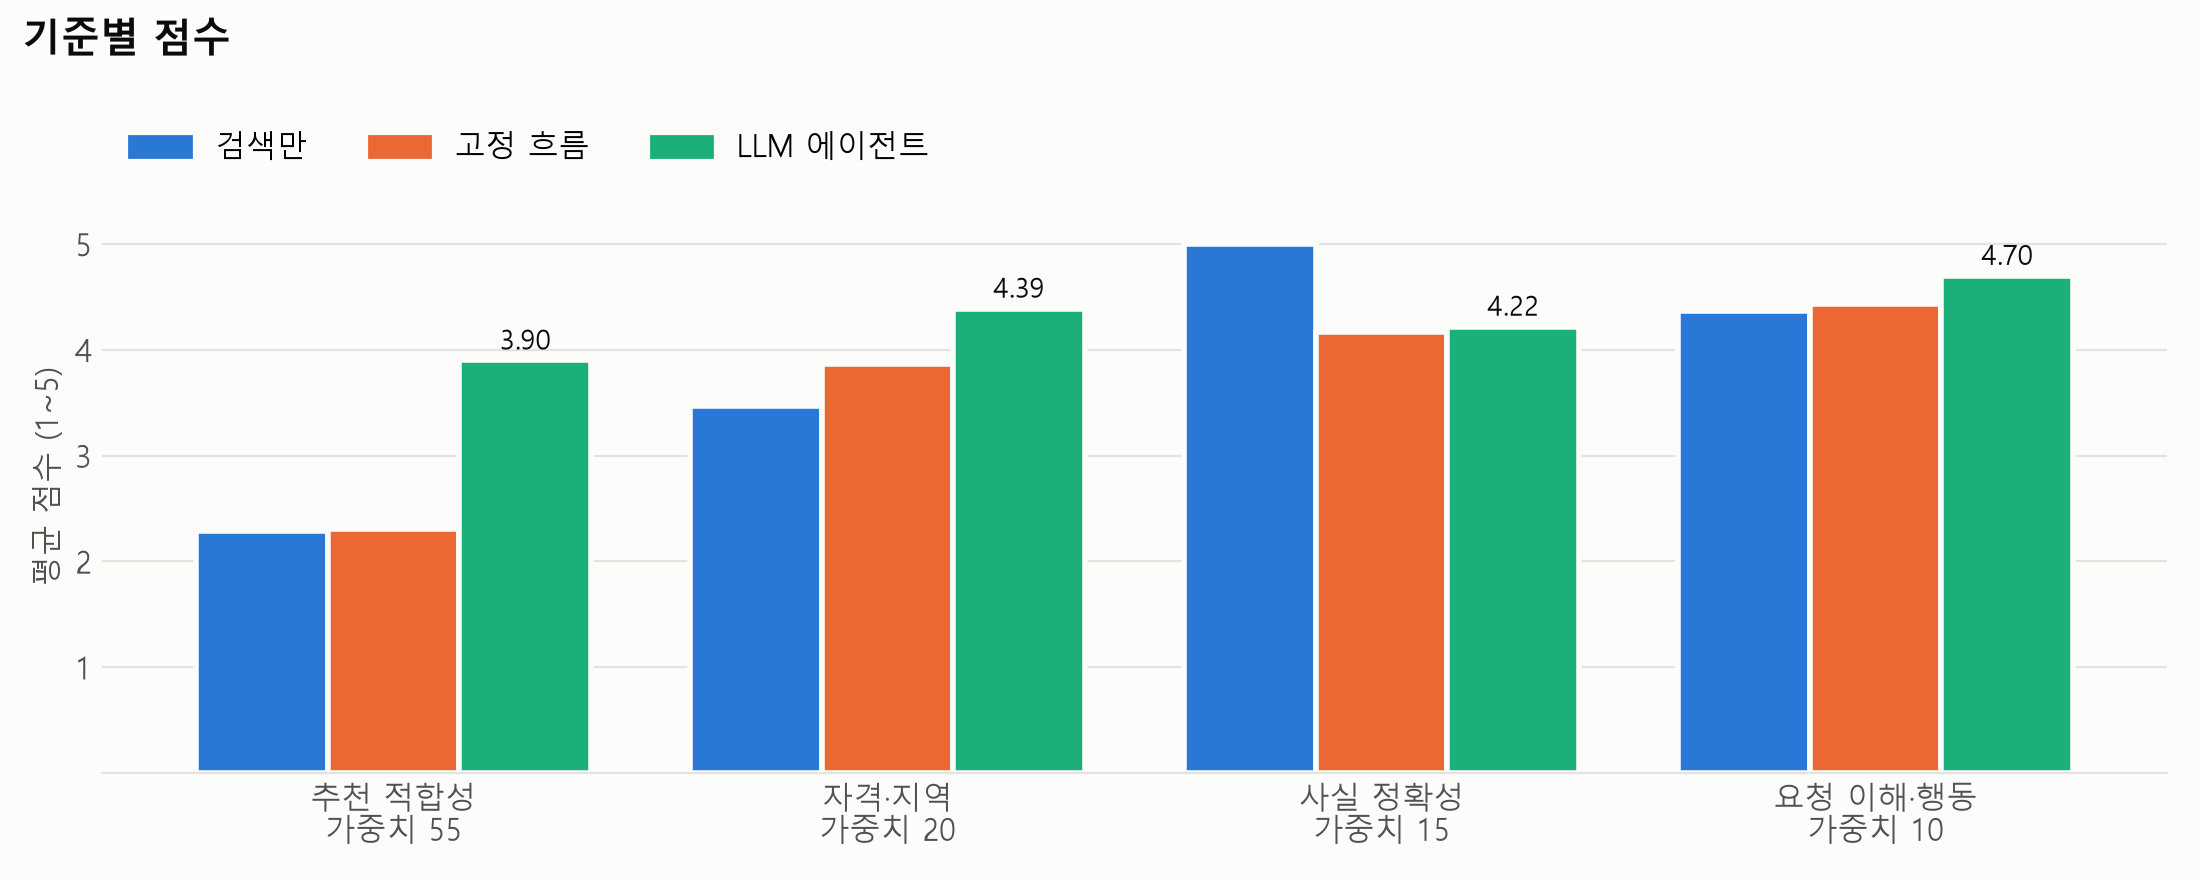 기준별 점수
검색만 고정 흐름 LLM 에이전트
평균 점수 (1~5)
5
4
3
2
1
3.90
4.39
4.22
4.70
추천 적합성
가중치 55
자격·지역
가중치 20
사실 정확성
가중치 15
요청 이해·행동
가중치 10